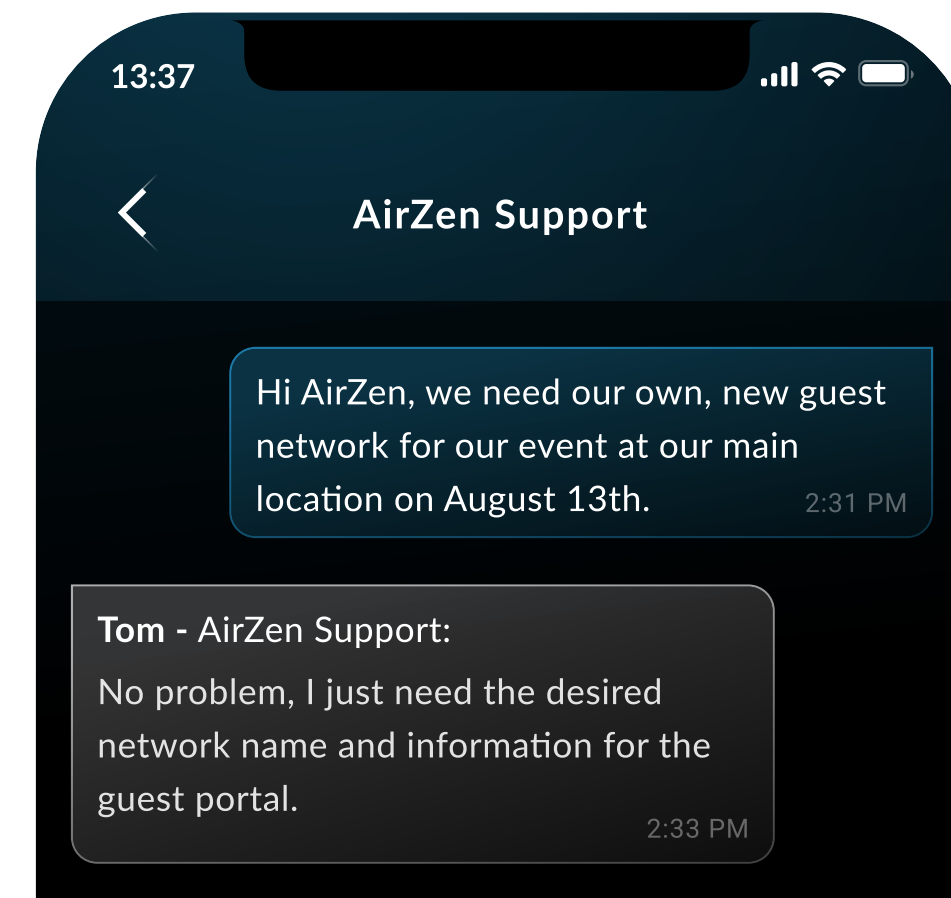 13:37
AirZen Support
Hi AirZen, we need our own, new guest
network for our event at our main
location on August 13th.
2:31 PM
Tom - AirZen Support:
No problem, I just need the desired
network name and information for the
guest portal.
2:33 PM